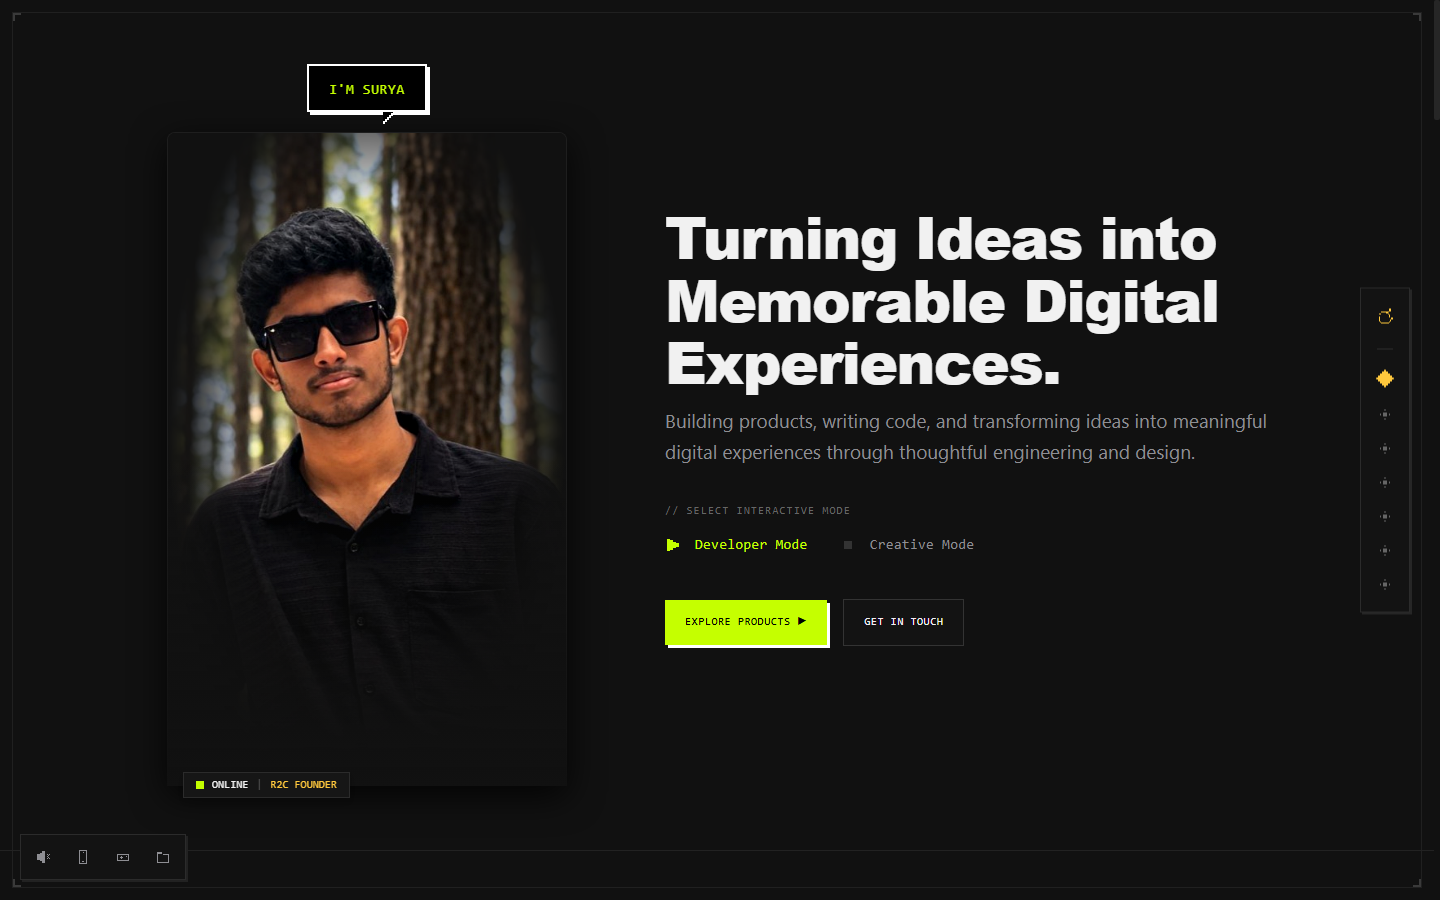 I'M SURYA
Turning Ideas into
Memorable Digital
Experiences.
Building products, writing code, and transforming ideas into meaningful
digital experiences through thoughtful engineering and design.
// SELECT INTERACTIVE MODE
Developer Mode
Creative Mode
EXPLORE PRODUCTS
GET IN TOUCH
ONLINE | R2C FOUNDER